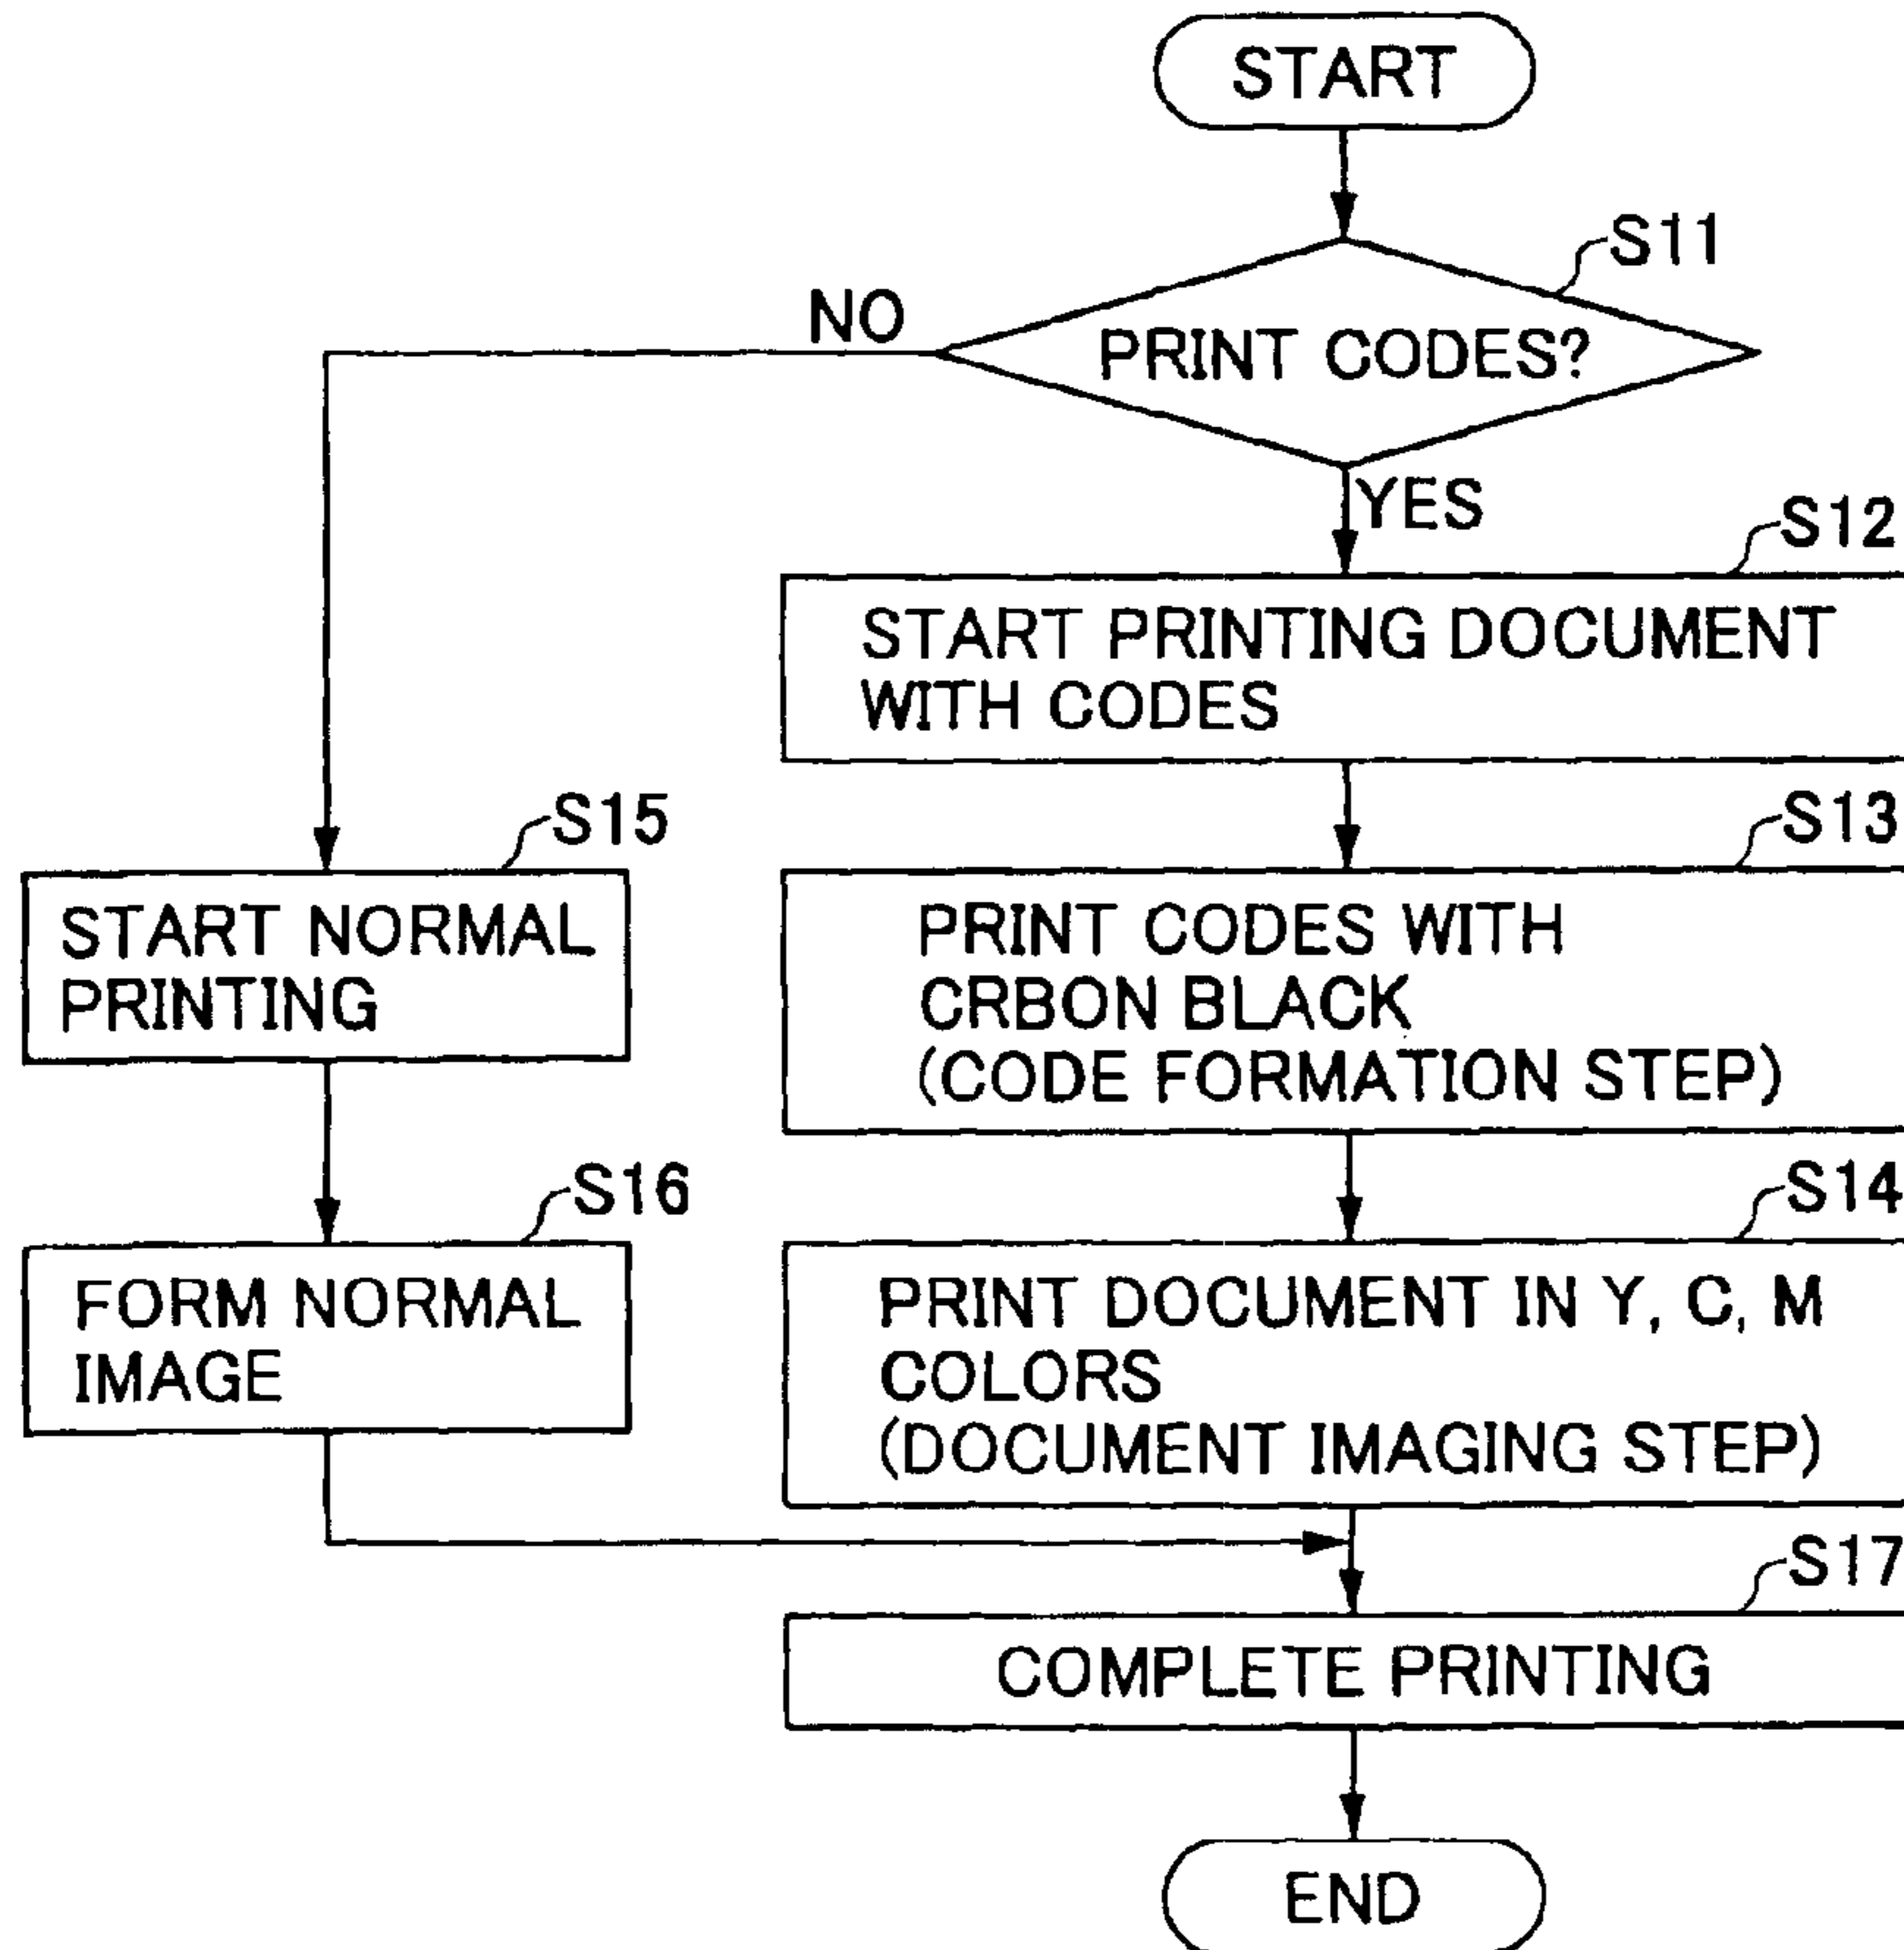 START
S11
NO
PRINT CODES?
YES
S12
START PRINTING DOCUMENT
WITH CODES
S13
PRINT CODES WITH
CRBON BLACK
(CODE FORMATION STEP)
S15
START NORMAL
PRINTING
S14
PRINT DOCUMENT IN Y, C, M
COLORS
(DOCUMENT IMAGING STEP)
S16
FORM NORMAL
IMAGE
S17
COMPLETE PRINTING
END